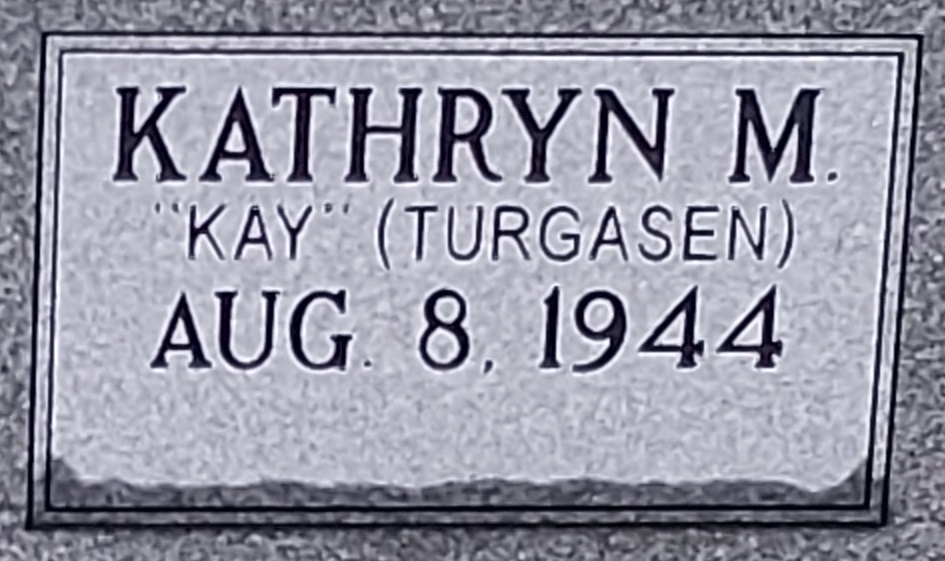 KATHRYN M.
"KAY" (TURGASEN)
AUG. 8, 1944